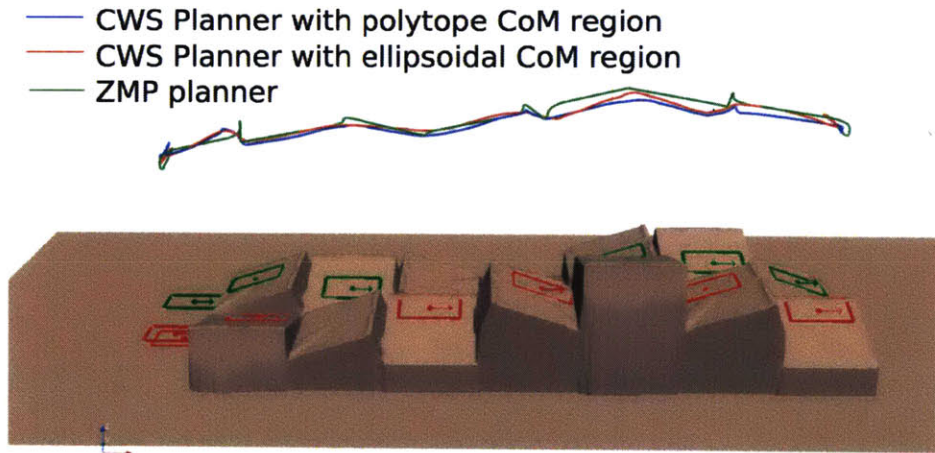 CWS Planner with polytope CoM region
CWS Planner with ellipsoidal CoM region
ZMP planner